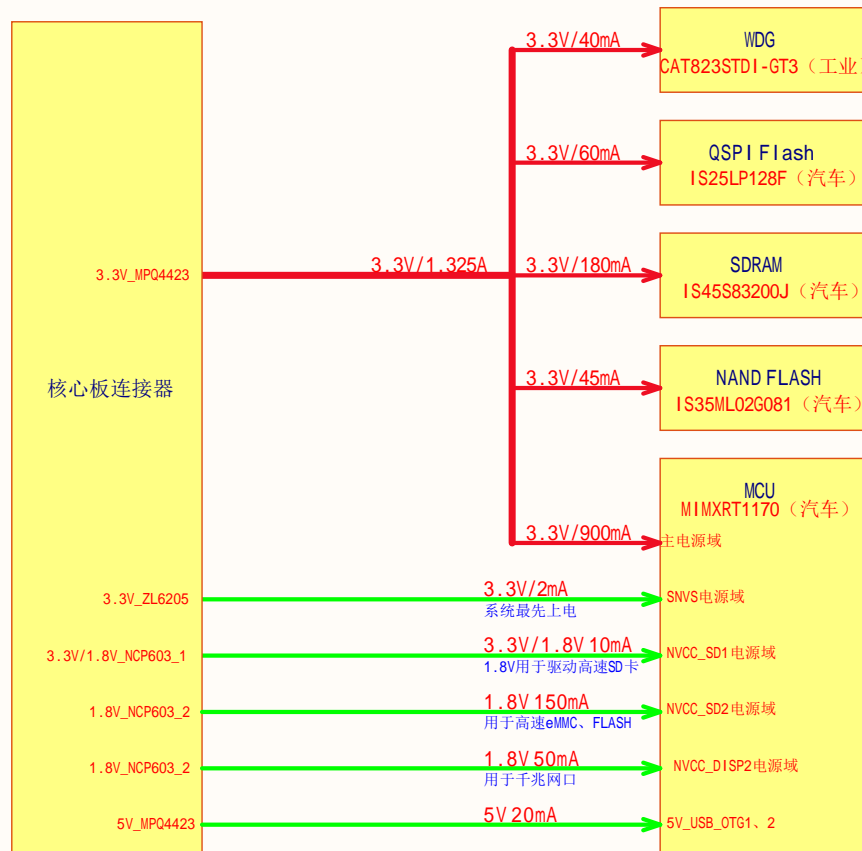 3.3V/40mA
WDG
CAT823STDI-GT3（工业
3.3V/60mA
QSPI Flash
IS25LP128F（汽车）
3.3V_MPQ4423
3.3V/1.325A
3.3V/180mA
SDRAM
IS45S83200J（汽车）
核心板连接器
3.3V/45mA
NAND FLASH
IS35ML02G081（汽车）
MCU
MIMXRT1170（汽车）
3.3V/900mA
主电源域
3.3V_ZL6205
3.3V/2mA
系统最先上电
SNVS电源域
3.3V/1.8V_NCP603_1
3.3V/1.8V 10mA
1.8V用于驱动高速SD卡
NVCC_SD1电源域
1.8V_NCP603_2
1.8V 150mA
用于高速eMMC、FLASH
NVCC_SD2电源域
1.8V_NCP603_2
1.8V 50mA
用于千兆网口
NVCC_DISP2电源域
5V_MPQ4423
5V 20mA
5V_USB_OTG1、2